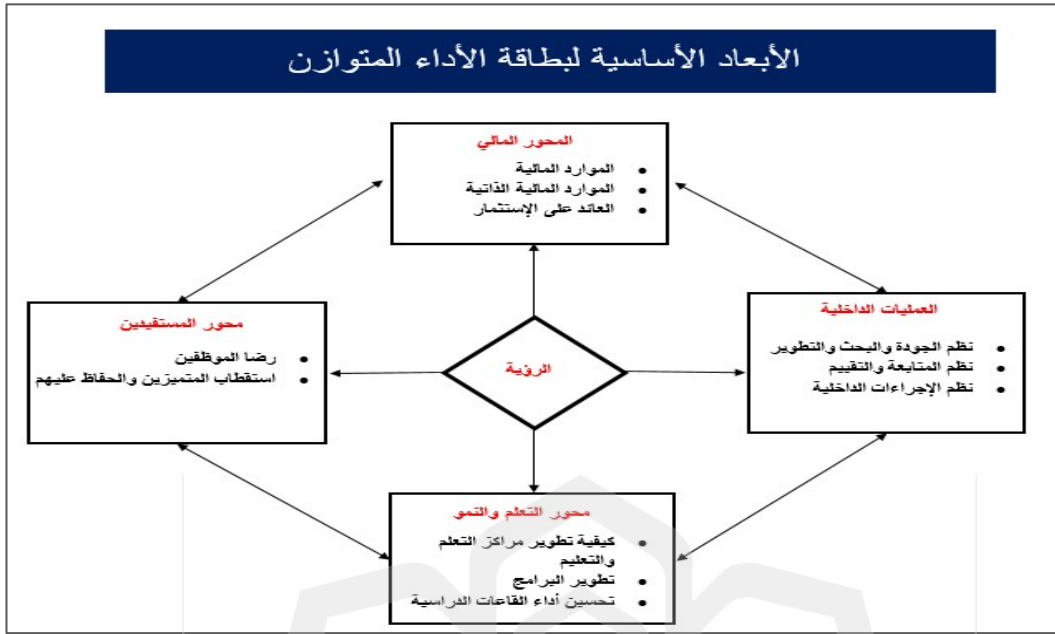 الأبعاد الأساسية لبطاقة الأداء المتوازن
المحور المالي
• الموارد المالية
• الموارد المالية الذاتية
• العائد على الإستثمار
العمليات الداخلية
• نظم الجودة والبحث والتطوير
• نظم المتابعة والتقييم
• نظم الإجراءات الداخلية
الرؤية
محور المستفيدين
• رضا الموظفين
• استقطاب المتميزين والحفاظ عليهم
محور التعلم والنمو
• كيفية تطوير مراكز التعلم
والتعليم
• تطوير البرامج
• تحسين أداء القاعات الدراسية